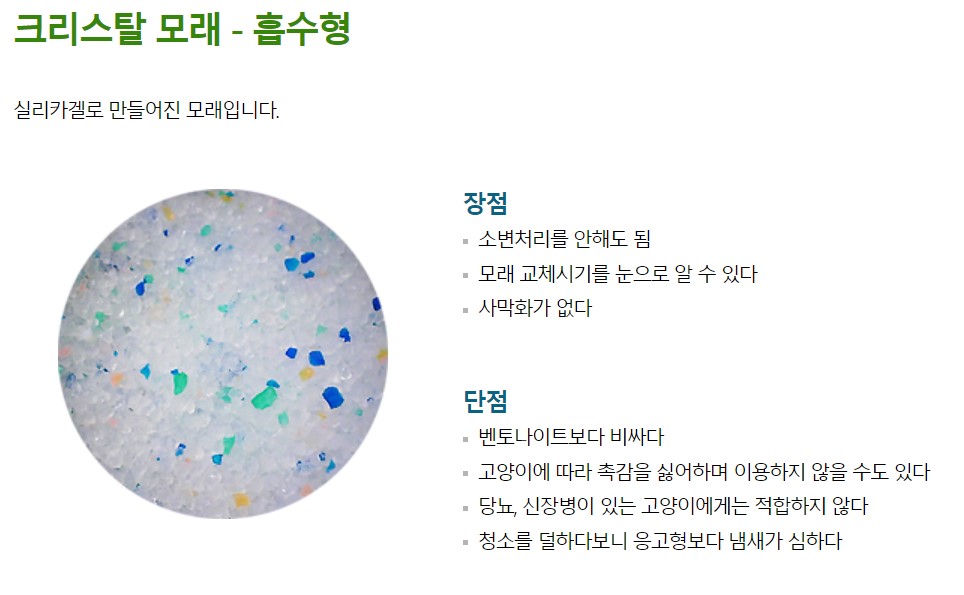 크리스탈 모래 - 흡수형
실리카겔로 만들어진 모래입니다.
장점
소변처리를 안해도 됨
모래 교체시기를 눈으로 알 수 있다
사막화가 없다
단점
벤토나이트보다 비싸다
고양이에 따라 촉감을 싫어하며 이용하지 않을 수도 있다
당뇨, 신장병이 있는 고양이에게는 적합하지 않다
청소를 덜하다보니 응고형보다 냄새가 심하다